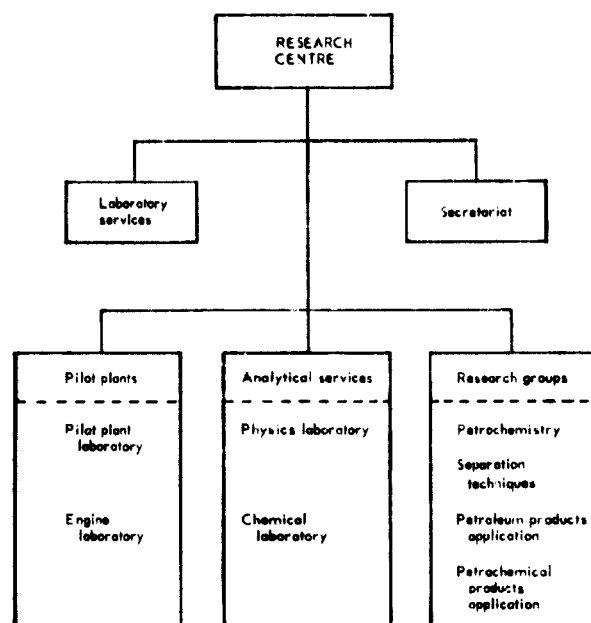 RESEARCH
CENTRE
Laboratory
services
Secretariat
Pilot plants
Pilot plant
laboratory
Engine
laboratory
Analytical services
Physics laboratory
Chemical
laboratory
Research groups
Petrochemistry
Separation
techniques
Petroleum products
application
Petrochemical
products
application